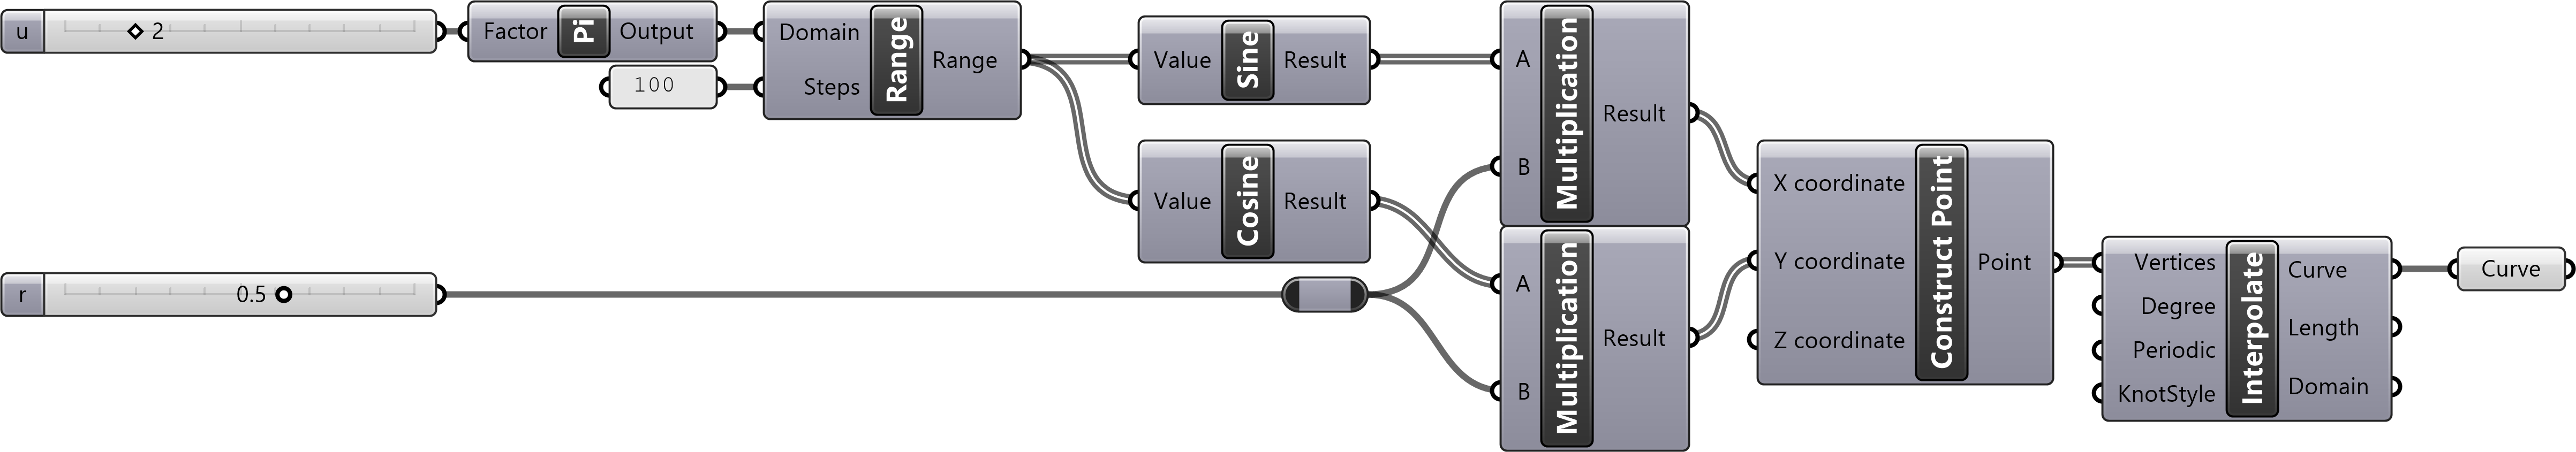 u
2
Factor
Pi
Output
100
Domain
Steps
Range
Range
Value
Sine
Result
Value
Cosine
Result
r
0.5
A
B
Multiplication
Result
A
B
Multiplication
Result
X coordinate
Y coordinate
Z coordinate
Construct Point
Point
Vertices
Degree
Periodic
KnotStyle
Interpolate
Curve
Length
Domain
Curve